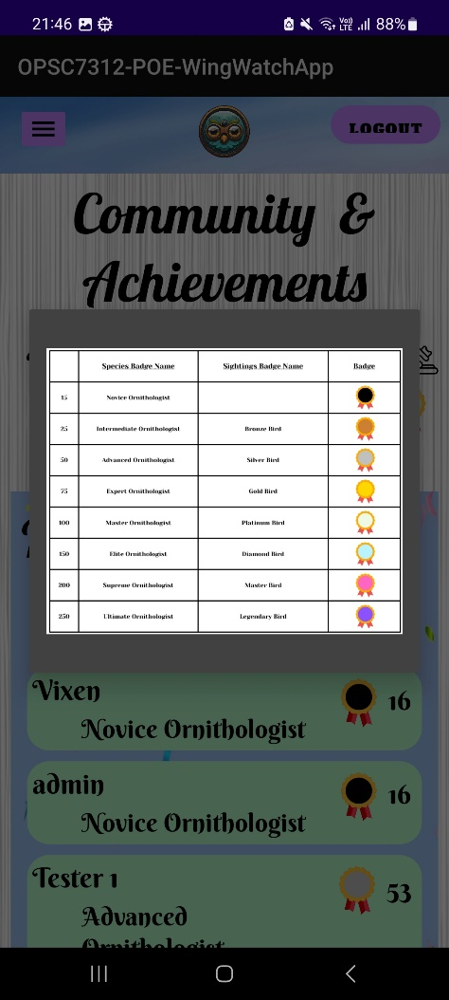 21:46
Vo))
LTE
88%
OPSC7312-POE-WingWatchApp
LOGOUT
Community &
Achievements
Species Badge Name Sightings Badge Name Badge
15 Novice Ornithologist
25 Intermediate Ornithologist Bronze Bird
50 Advanced Ornithologist Silver Bird
75 Expert Ornithologist Gold Bird
100 Master Ornithologist Platinum Bird
150 Elite Ornithologist Diamond Bird
200 Supreme Ornithologist Master Bird
250 Ultimate Ornithologist Legendary Bird
Vixen 16
Novice Ornithologist
admin 16
Novice Ornithologist
Tester 1 53
Advanced
Ornithologist